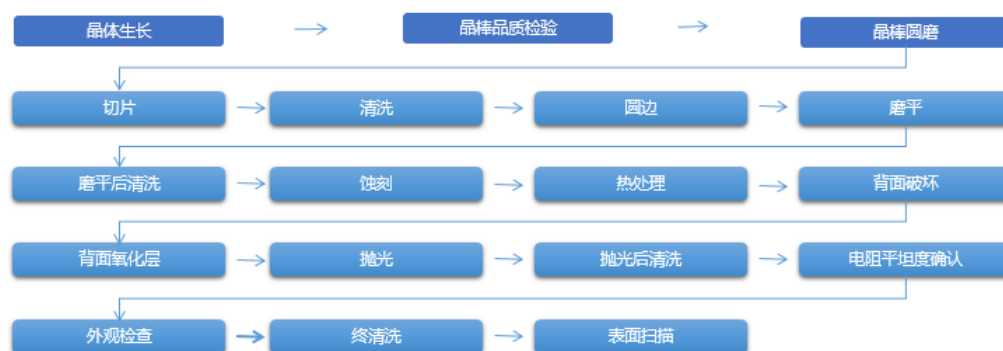 晶体生长
晶棒品质检验
晶棒圆磨
切片
清洗
圆边
磨平
磨平后清洗
蚀刻
热处理
背面破坏
背面氧化层
抛光
抛光后清洗
电阻平坦度确认
外观检查
终清洗
表面扫描